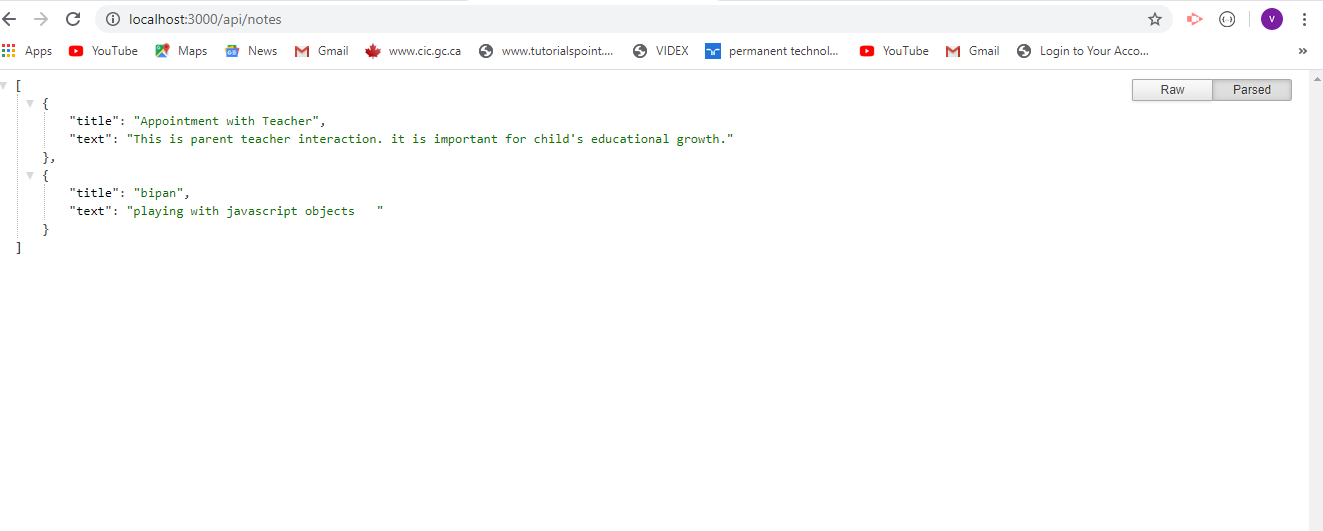 localhost:3000/api/notes
V
Apps YouTube Maps News Gmail www.cic.gc.ca www.tutorialspoint.... VIDEX permanent technol... YouTube Gmail Login to Your Acco... »
Raw Parsed
[
{
"title": "Appointment with Teacher",
"text": "This is parent teacher interaction. it is important for child's educational growth."
},
{
"title": "bipan",
"text": "playing with javascript objects   "
}
]